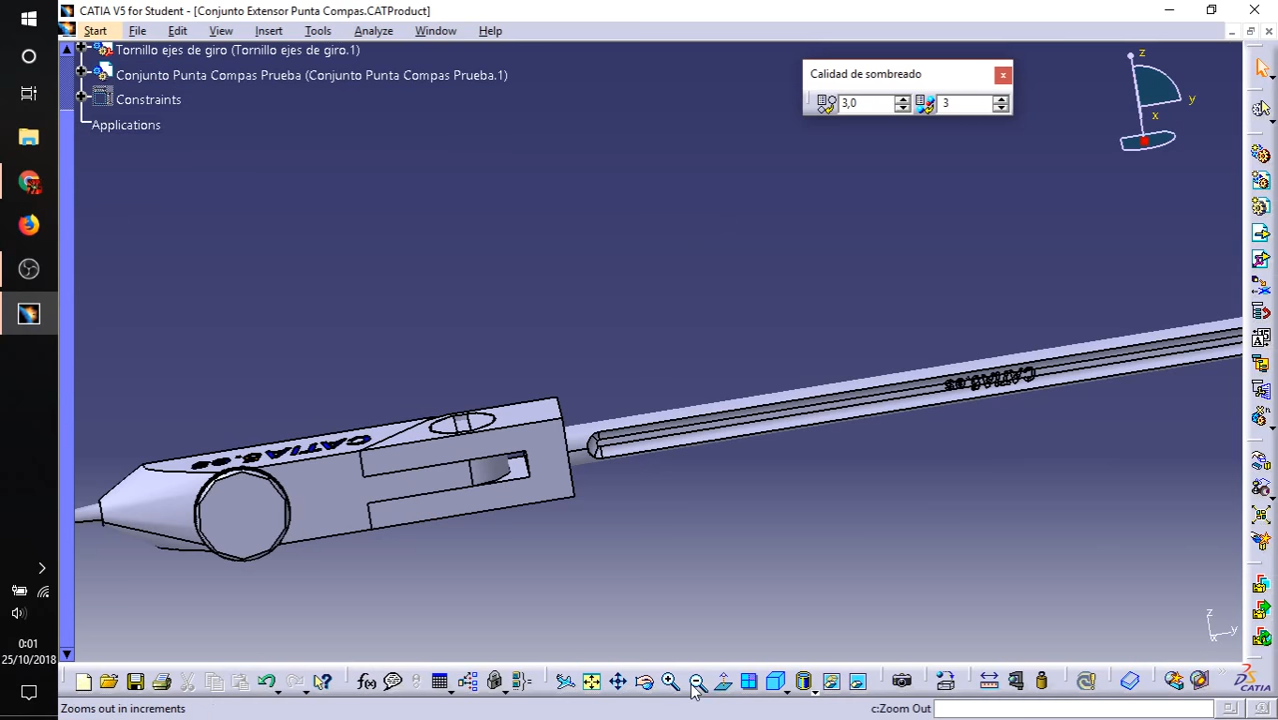 CATIA V5 for Student - [Conjunto Extensor Punta Compas.CATProduct]
Start File Edit View Insert Format Tools Analyze Window Help
Tornillo ejes de giro (Tornillo ejes de giro.1)
Conjunto Punta Compas Prueba (Conjunto Punta Compas Prueba.1)
Constraints
Applications
Calidad de sombreado x
3,0 3
z
y
x
CATIA5.es
CATIA5.es
z
y
x
0:01
25/10/2018
f(x)
CATIA
Zooms out in increments
c:Zoom Out